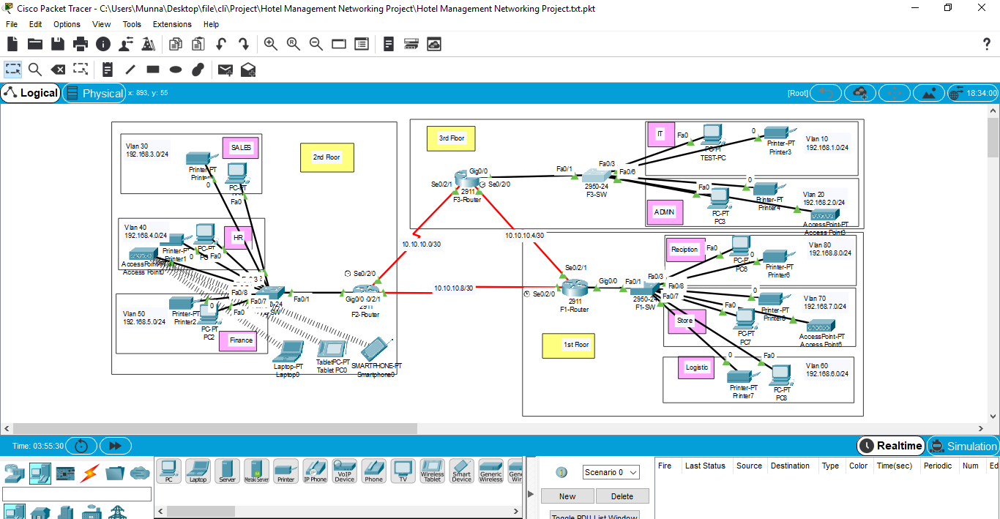 Cisco Packet Tracer - C:\Users\Munna\Desktop\file\cli\Project\Hotel Management Networking Project\Hotel Management Networking Project.txt.pkt
File Edit Options View Tools Extensions Help
Logical
Physical
x: 893, y: 55
[Root]
18:34:00
Vlan 30
192.168.3.0/24
SALES
Printer-PT
0
PC-PT
Fa0
2nd Floor
Vlan 40
192.168.4.0/24
HR
Printer-PT
Printer1
0
Fa0
AccessPoint-PT
Access Point0
Vlan 50
192.168.5.0/24
Printer-PT
Printer2
0
Fa0
PC-PT
PC2
Finance
Fa0/8
Fa0/7
Fa0/1
Se0/2/0
Gig0/0
0/2/1
2911
F2-Router
Laptop-PT
Laptop0
TabletPC-PT
Tablet PC0
SMARTPHONE-PT
Smartphone0
10.10.10.0/30
10.10.10.4/30
10.10.10.8/30
3rd Floor
Gig0/0
Se0/2/1
Se0/2/0
2911
F3-Router
Fa0/1
Fa0/3
Fa0/6
2950-24
F3-SW
IT
Fa0
PC-PT
TEST-PC
0
Printer-PT
Printer3
Vlan 10
192.168.1.0/24
ADMIN
Fa0
PC-PT
PC3
0
Printer-PT
Printer4
Vlan 20
192.168.2.0/24
AccessPoint-PT
Access Point3
Se0/2/1
Se0/2/0
Gig0/0
2911
F1-Router
Fa0/1
Fa0/3
Fa0/8
Fa0/7
2950-24
F1-SW
1st Floor
Reciption
Fa0
PC6
0
Printer-PT
Printer6
Vlan 80
192.168.8.0/24
Store
Fa0
PC-PT
PC7
0
Printer-PT
Vlan 70
192.168.7.0/24
AccessPoint-PT
Access Point6
Logistic
0
Printer-PT
Printer7
Fa0
PC-PT
PC8
Vlan 60
192.168.6.0/24
Time: 03:55:30
Realtime
Simulation
PC
Laptop
Server
Meraki Server
Printer
IP Phone
VoIP Device
Phone
TV
Wireless Tablet
Smart Device
Generic Wireless
Scenario 0
New
Delete
Toggle PDU List Window
Fire Last Status Source Destination Type Color Time(sec) Periodic Num Ed